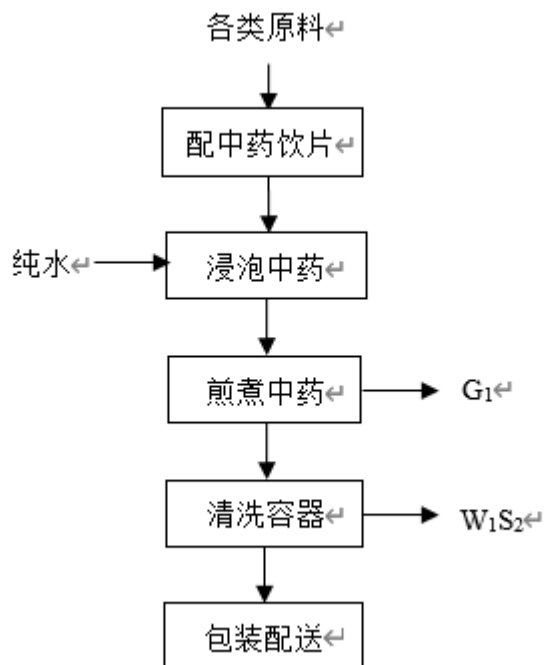 各类原料↵
配中药饮片↵
纯水↵
浸泡中药↵
煎煮中药↵
G₁↵
清洗容器↵
W₁S₂↵
包装配送↵